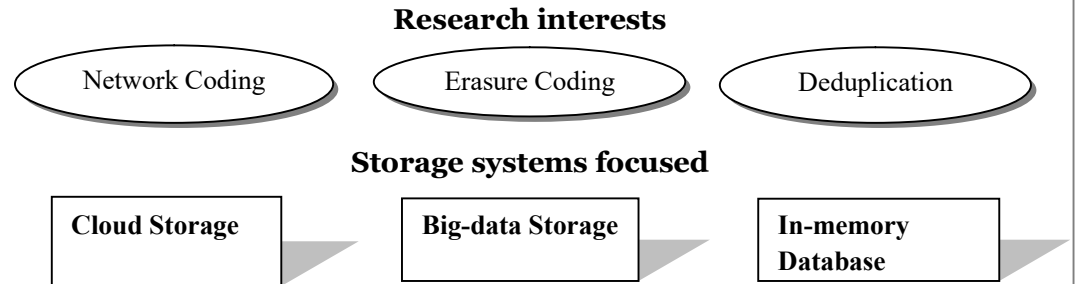 Research interests
Network Coding
Erasure Coding
Deduplication
Storage systems focused
Cloud Storage
Big-data Storage
In-memory
Database